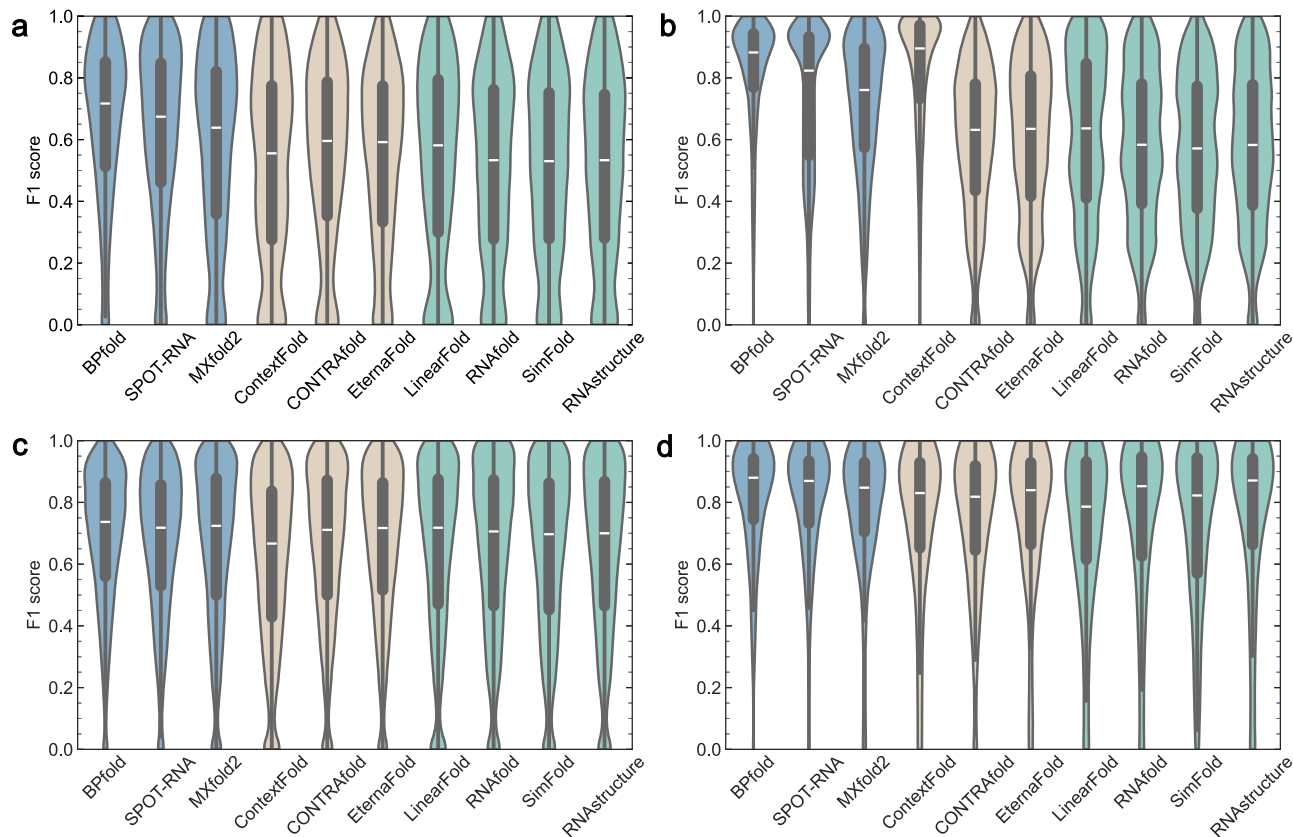 a
1.0
0.8
0.6
0.4
0.2
0.0
F1 score
BPfold
SPOT-RNA
MXfold2
ContextFold
CONTRAfold
EternaFold
LinearFold
RNAfold
SimFold
RNAstructure
b
1.0
0.8
0.6
0.4
0.2
0.0
F1 score
BPfold
SPOT-RNA
MXfold2
ContextFold
CONTRAfold
EternaFold
LinearFold
RNAfold
SimFold
RNAstructure
c
1.0
0.8
0.6
0.4
0.2
0.0
F1 score
BPfold
SPOT-RNA
MXfold2
ContextFold
CONTRAfold
EternaFold
LinearFold
RNAfold
SimFold
RNAstructure
d
1.0
0.8
0.6
0.4
0.2
0.0
F1 score
BPfold
SPOT-RNA
MXfold2
ContextFold
CONTRAfold
EternaFold
LinearFold
RNAfold
SimFold
RNAstructure